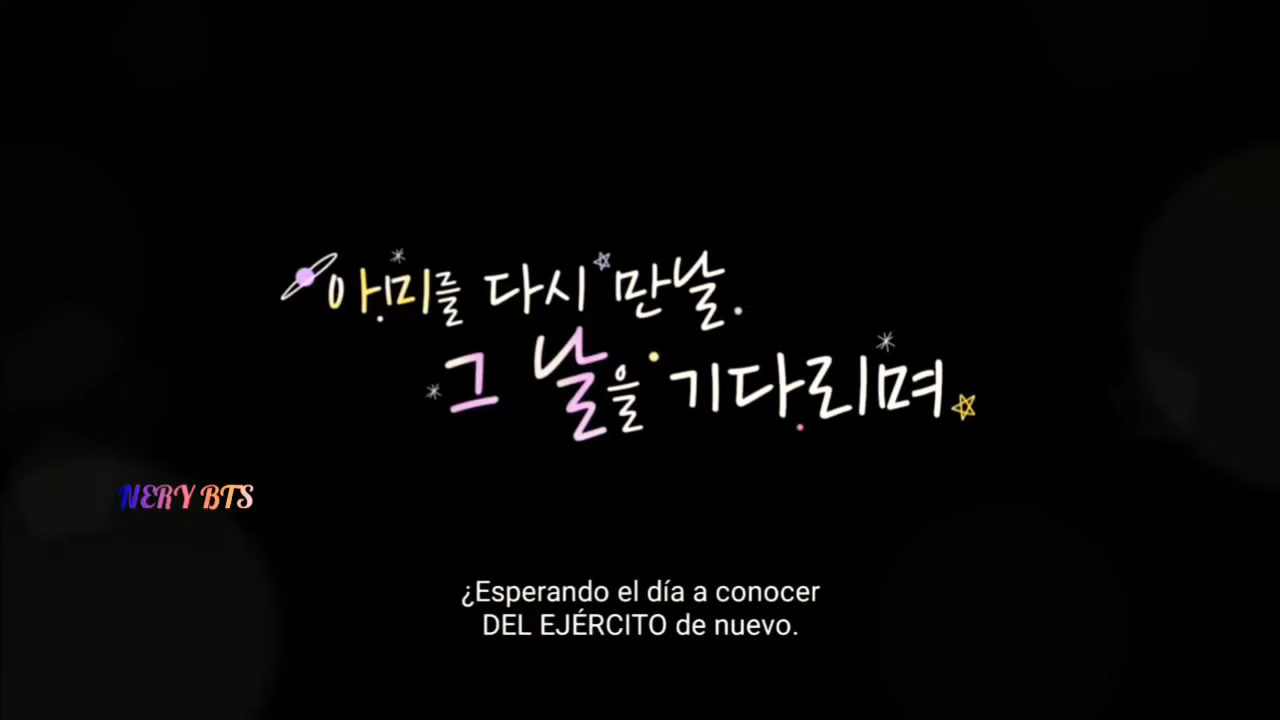 아미를 다시 만날
그 날을 기다리며
NERY BTS
¿Esperando el día a conocer
DEL EJÉRCITO de nuevo.